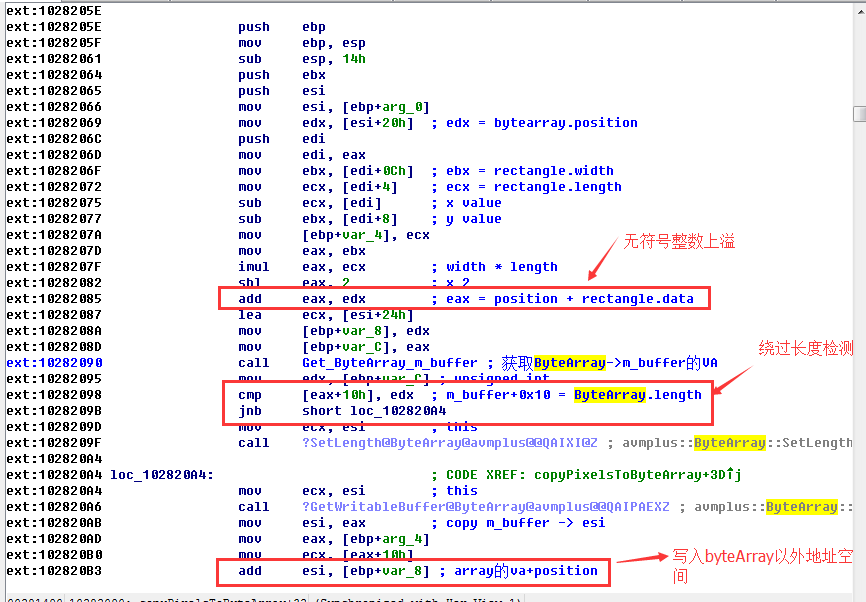 ext:1028205E
ext:1028205E push ebp
ext:1028205F mov ebp, esp
ext:10282061 sub esp, 14h
ext:10282064 push ebx
ext:10282065 push esi
ext:10282066 mov esi, [ebp+arg_0]
ext:10282069 mov edx, [esi+20h] ; edx = bytearray.position
ext:1028206C push edi
ext:1028206D mov edi, eax
ext:1028206F mov ebx, [edi+0Ch] ; ebx = rectangle.width
ext:10282072 mov ecx, [edi+4] ; ecx = rectangle.length
ext:10282075 sub ecx, [edi] ; x value
ext:10282077 sub ebx, [edi+8] ; y value
ext:1028207A mov [ebp+var_4], ecx
ext:1028207D mov eax, ebx
无符号整数上溢
ext:1028207F imul eax, ecx ; width * length
ext:10282082 shl eax, 2 ; x 2
ext:10282085 add eax, edx ; eax = position + rectangle.data
ext:10282087 lea ecx, [esi+24h]
ext:1028208A mov [ebp+var_8], edx
ext:1028208D mov [ebp+var_C], eax
绕过长度检测
ext:10282090 call Get_ByteArray_m_buffer ; 获取ByteArray->m_buffer的VA
ext:10282095 mov edx, [ebp+var_C] ; unsigned int
ext:10282098 cmp [eax+10h], edx ; m_buffer+0x10 = ByteArray.length
ext:1028209B jnb short loc_102820A4
ext:1028209D mov ecx, esi ; this
ext:1028209F call ?SetLength@ByteArray@avmplus@@QAIXI@Z ; avmplus::ByteArray::SetLength
ext:102820A4
ext:102820A4 loc_102820A4: ; CODE XREF: copyPixelsToByteArray+3D↑j
ext:102820A4 mov ecx, esi ; this
ext:102820A6 call ?GetWritableBuffer@ByteArray@avmplus@@QAIPAEXZ ; avmplus::ByteArray::
ext:102820AB mov esi, eax ; copy m_buffer -> esi
ext:102820AD mov eax, [ebp+arg_4]
ext:102820B0 mov ecx, [eax+10h]
ext:102820B3 add esi, [ebp+var_8] ; array的va+position
写入byteArray以外地址空
间